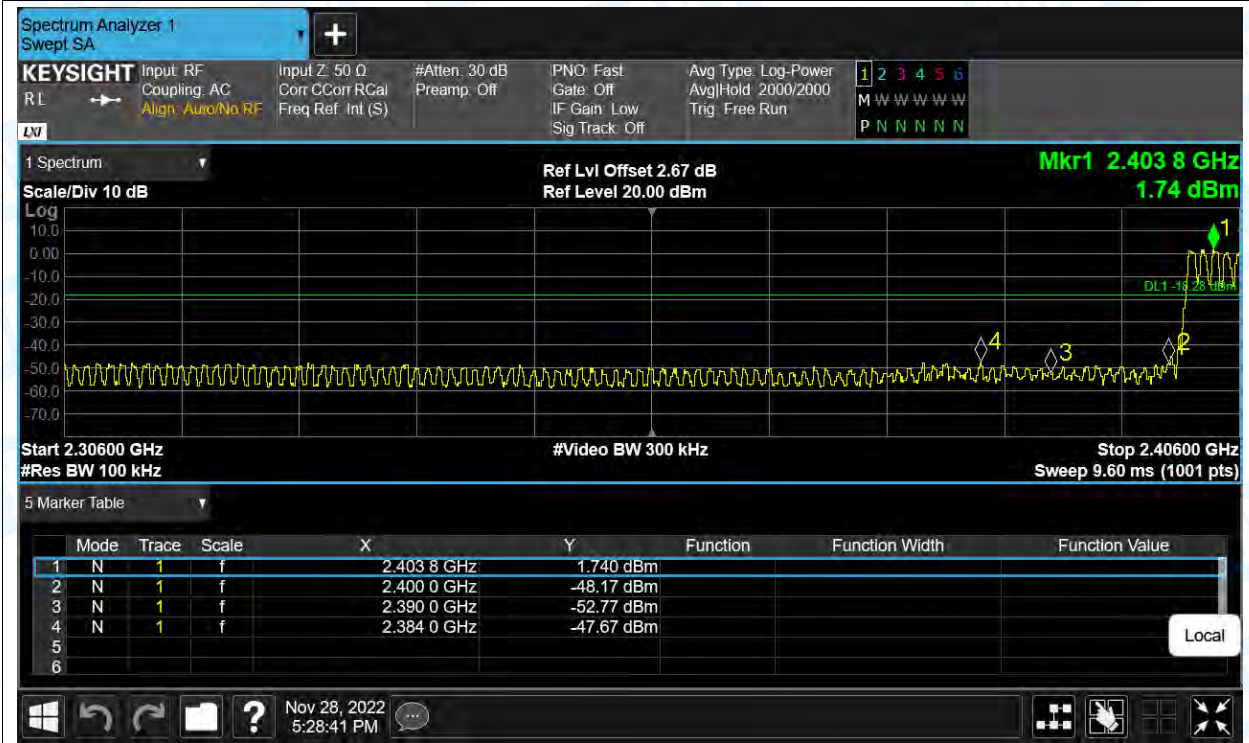 Spectrum Analyzer 1
Swept SA
+
KEYSIGHT Input: RF Input Z: 50 Ω #Atten: 30 dB PNO: Fast Avg Type: Log-Power 1 2 3 4 5 6
R L Coupling: AC Corr CCorr RCal Preamp: Off Gate: Off Avg|Hold: 2000/2000 M W W W W W W
Align: Auto/No RF Freq Ref: Int (S) IF Gain: Low Trig: Free Run P N N N N N N
LXI Sig Track: Off
1 Spectrum Ref Lvl Offset 2.67 dB Mkr1 2.403 8 GHz
Scale/Div 10 dB Ref Level 20.00 dBm 1.74 dBm
Log
10.0 1
0.00
-10.0
DL1 -18.28 dBm
-20.0
-30.0
-40.0 4 3 2
-50.0
-60.0
-70.0
Start 2.30600 GHz #Video BW 300 kHz Stop 2.40600 GHz
#Res BW 100 kHz Sweep 9.60 ms (1001 pts)
5 Marker Table
Mode Trace Scale X Y Function Function Width Function Value
1 N 1 f 2.403 8 GHz 1.740 dBm
2 N 1 f 2.400 0 GHz -48.17 dBm
3 N 1 f 2.390 0 GHz -52.77 dBm
4 N 1 f 2.384 0 GHz -47.67 dBm
5
6
Local
? Nov 28, 2022
5:28:41 PM